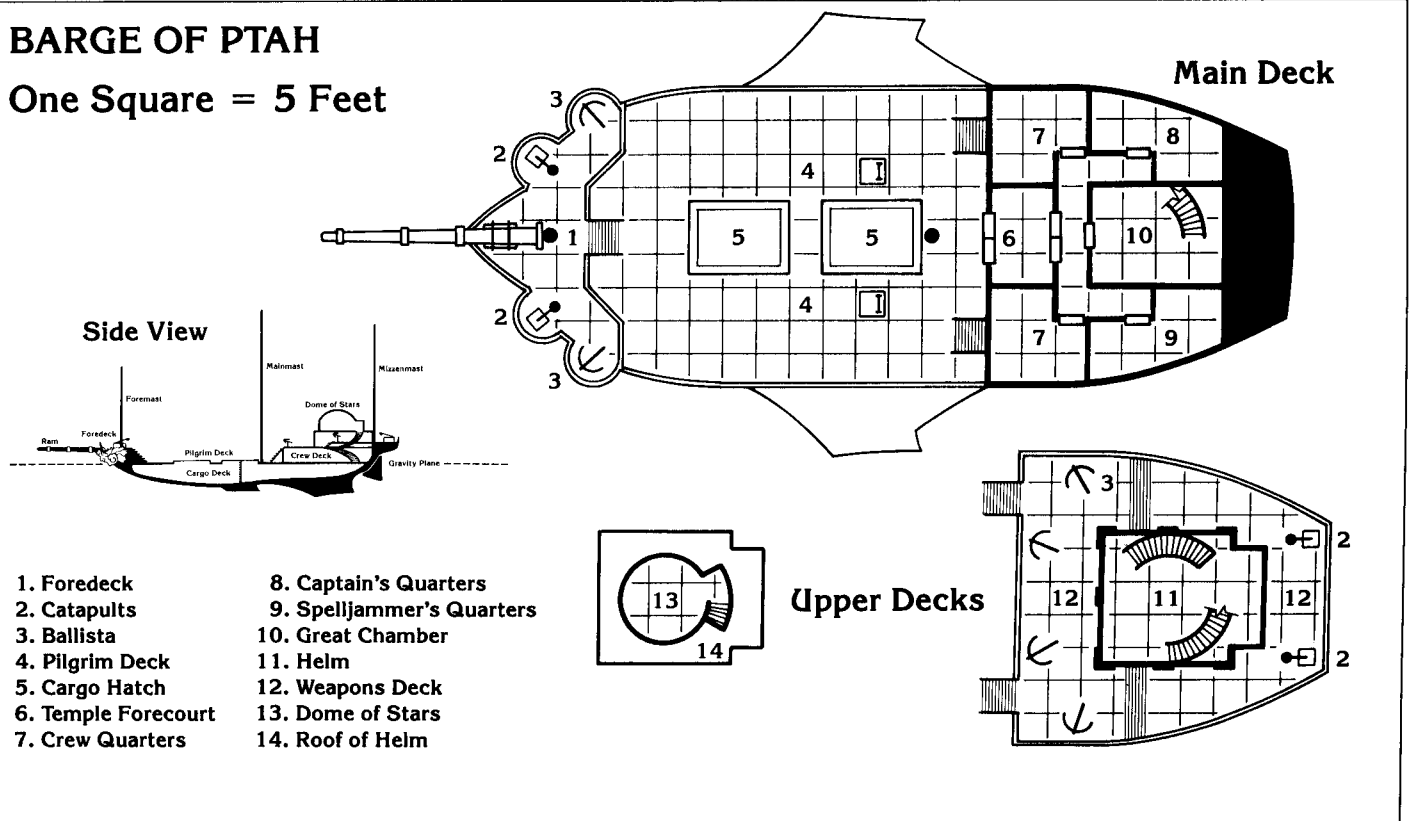 BARGE OF PTAH
One Square = 5 Feet
Main Deck
3
2
7
8
4
1
5
5
6
10
2
4
7
9
3
Side View
Mainmast
Mizzenmast
Foremast
Dome of Stars
Foredeck
Ram
Pilgrim Deck
Crew Deck
Cargo Deck
Gravity Plane
3
2
12
11
12
2
Upper Decks
13
14
1. Foredeck
2. Catapults
3. Ballista
4. Pilgrim Deck
5. Cargo Hatch
6. Temple Forecourt
7. Crew Quarters
8. Captain's Quarters
9. Spelljammer's Quarters
10. Great Chamber
11. Helm
12. Weapons Deck
13. Dome of Stars
14. Roof of Helm